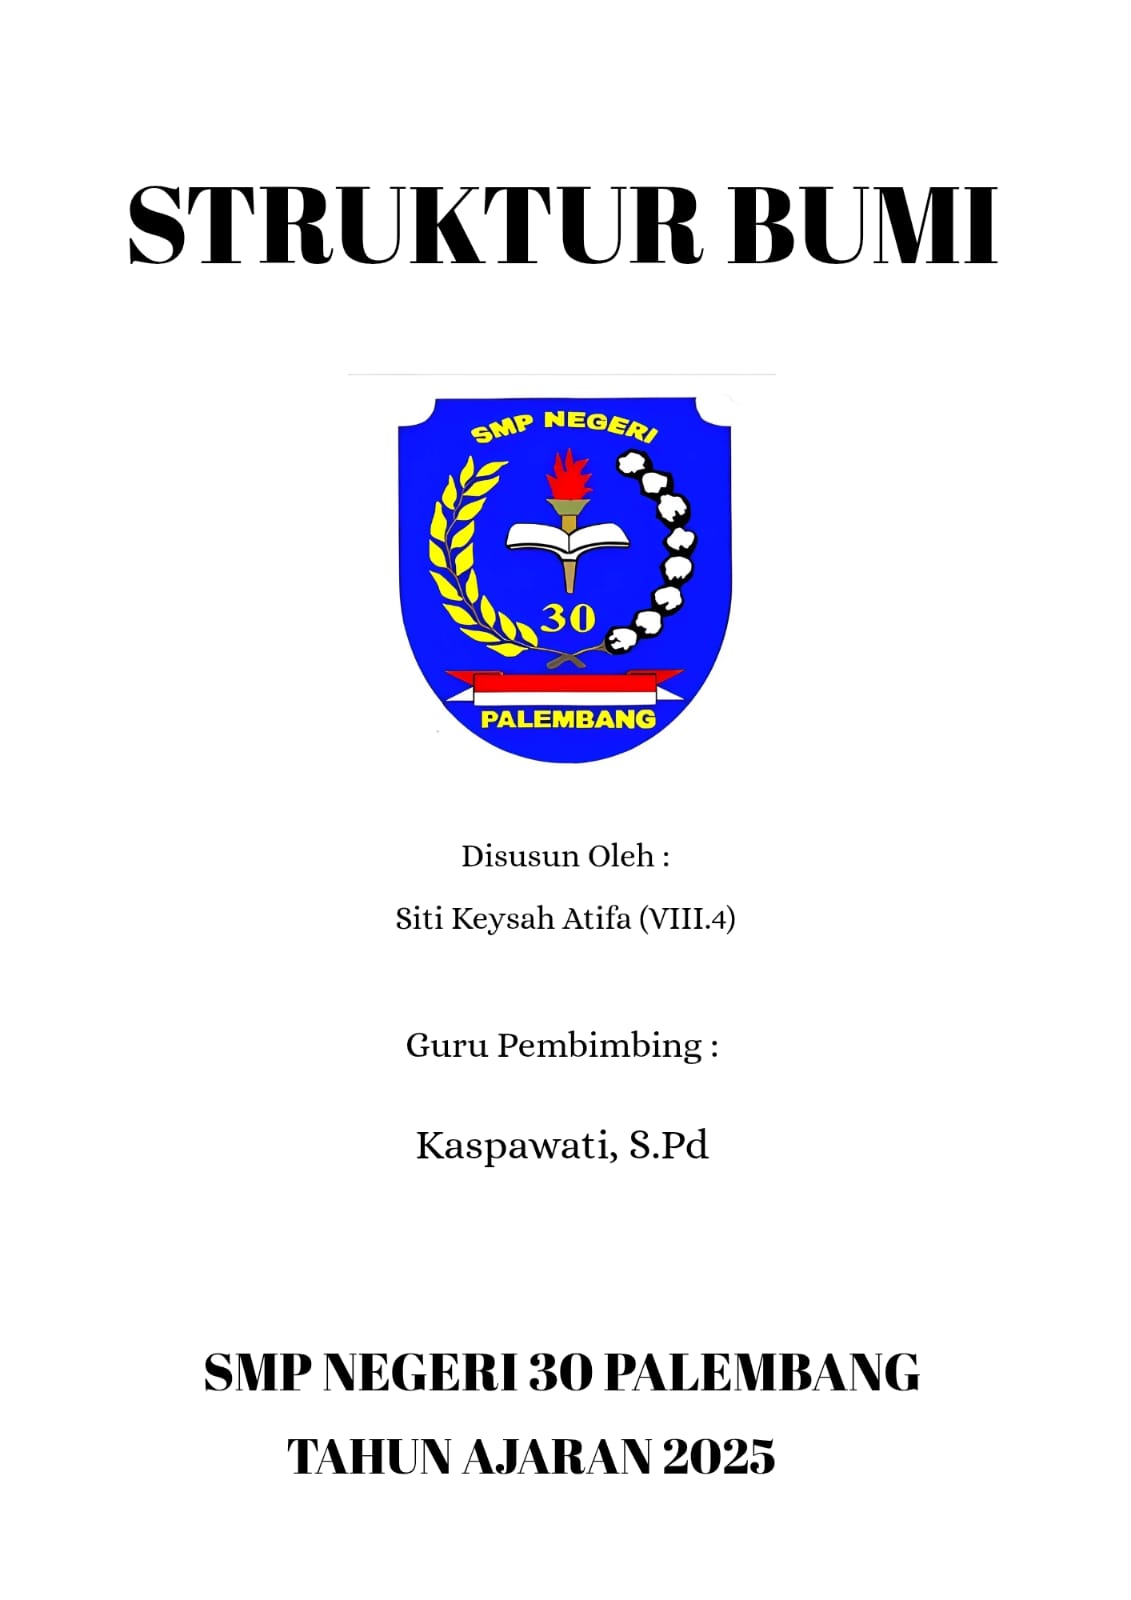 STRUKTUR BUMI
SMP NEGERI
30
PALEMBANG
Disusun Oleh :
Siti Keysah Atifa (VIII.4)
Guru Pembimbing :
Kaspawati, S.Pd
SMP NEGERI 30 PALEMBANG
TAHUN AJARAN 2025